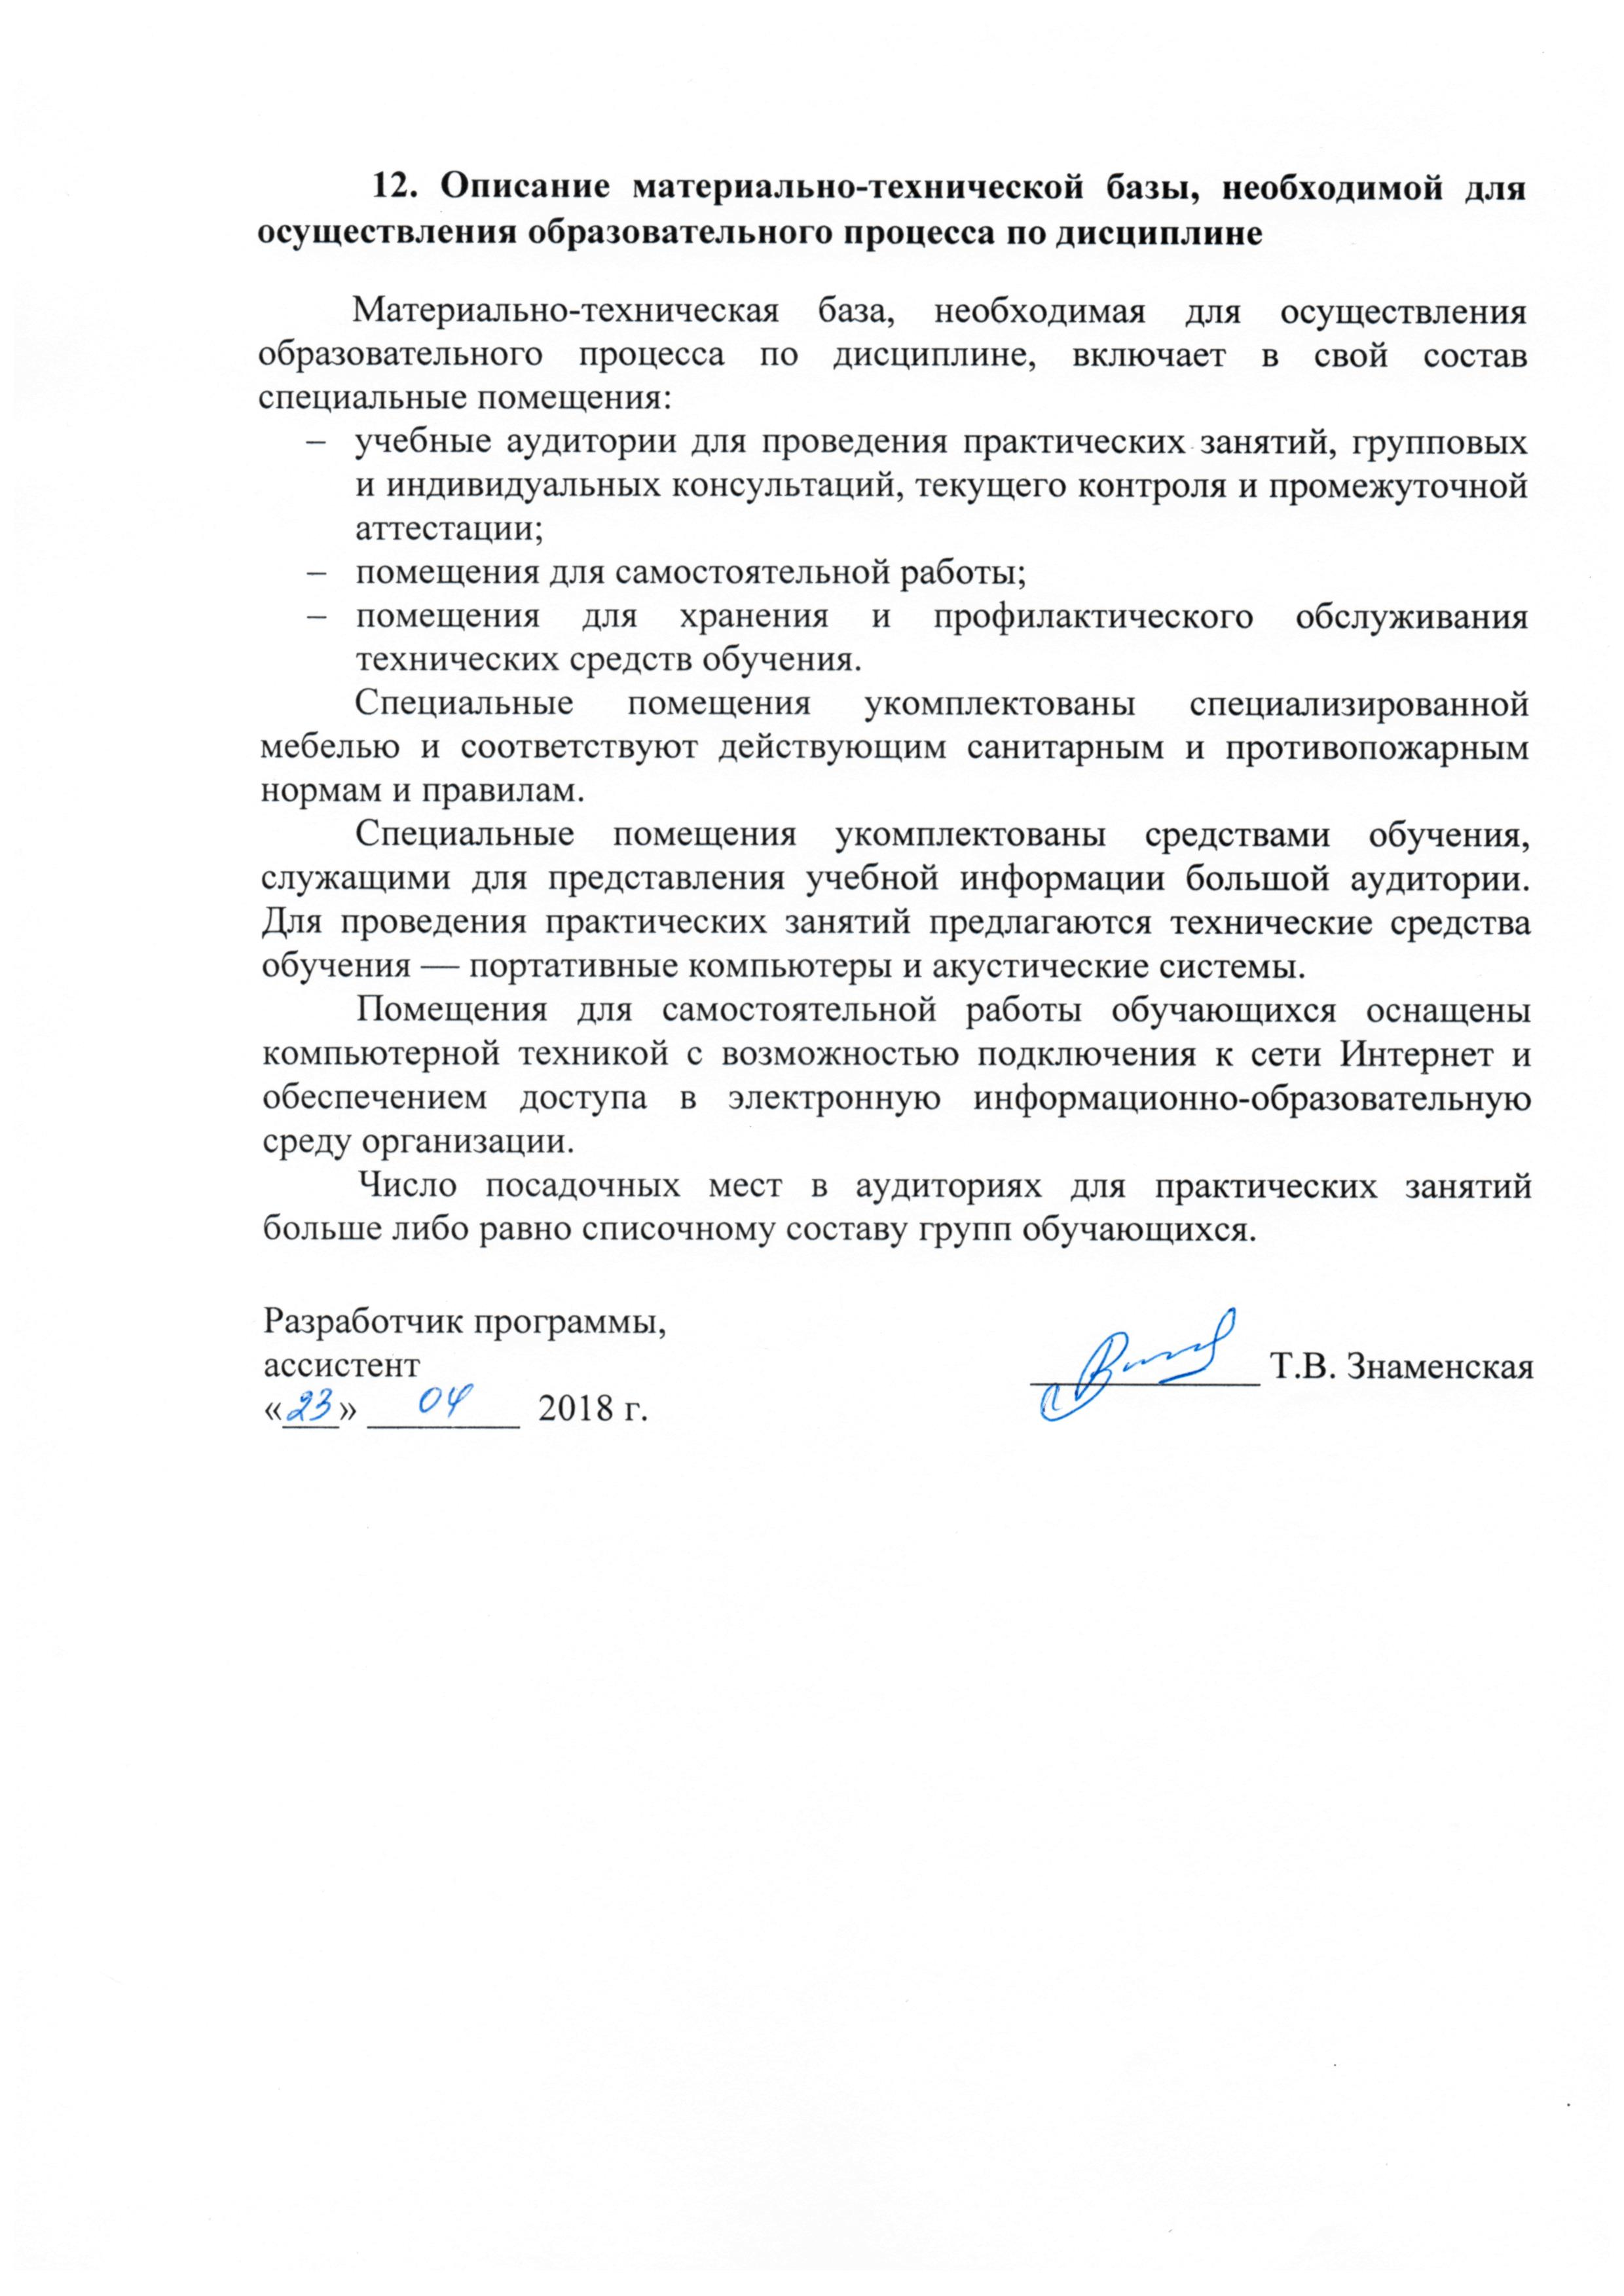 12. Описание материально-технической базы, необходимой для
осуществления образовательного процесса по дисциплине
Материально-техническая база, необходимая для осуществления
образовательного процесса по дисциплине, включает в свой состав
специальные помещения:
– учебные аудитории для проведения практических занятий, групповых
и индивидуальных консультаций, текущего контроля и промежуточной
аттестации;
– помещения для самостоятельной работы;
– помещения для хранения и профилактического обслуживания
технических средств обучения.
Специальные помещения укомплектованы специализированной
мебелью и соответствуют действующим санитарным и противопожарным
нормам и правилам.
Специальные помещения укомплектованы средствами обучения,
служащими для представления учебной информации большой аудитории.
Для проведения практических занятий предлагаются технические средства
обучения — портативные компьютеры и акустические системы.
Помещения для самостоятельной работы обучающихся оснащены
компьютерной техникой с возможностью подключения к сети Интернет и
обеспечением доступа в электронную информационно-образовательную
среду организации.
Число посадочных мест в аудиториях для практических занятий
больше либо равно списочному составу групп обучающихся.
Разработчик программы,
ассистент
Т.В. Знаменская
«23» 04 2018 г.